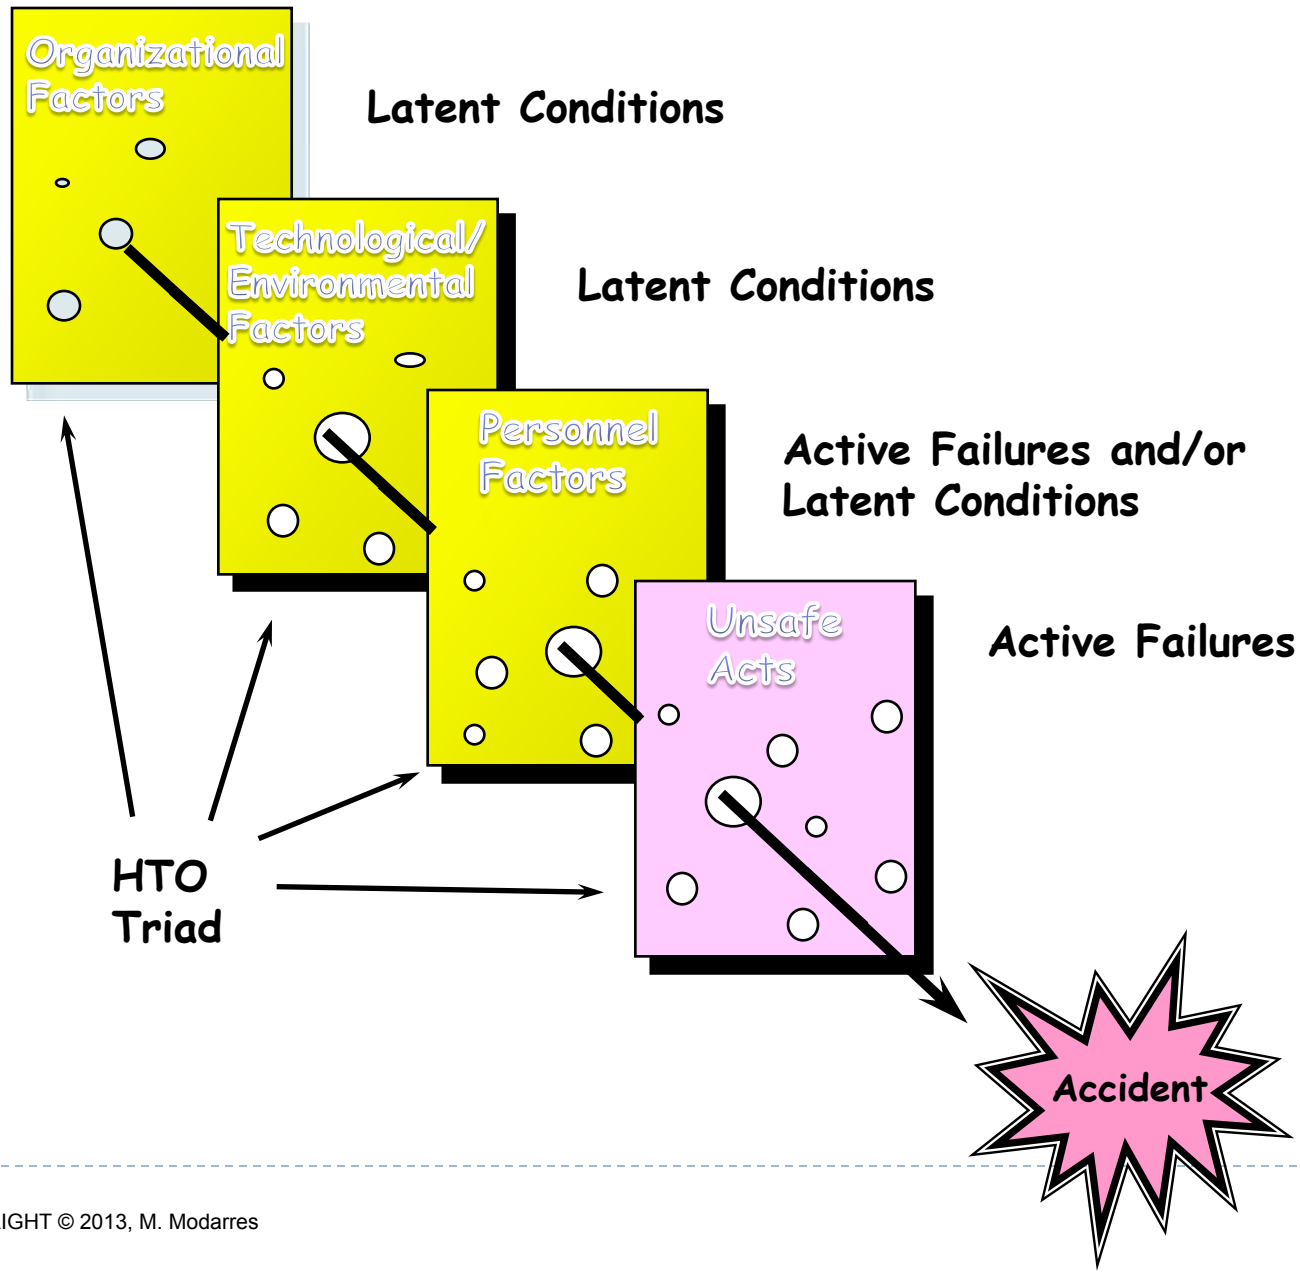 Organizational
Factors
Latent Conditions
Technological/
Environmental
Factors
Latent Conditions
Personnel
Factors
Active Failures and/or
Latent Conditions
Unsafe
Acts
Active Failures
HTO
Triad
Accident
IGHT © 2013, M. Modarres